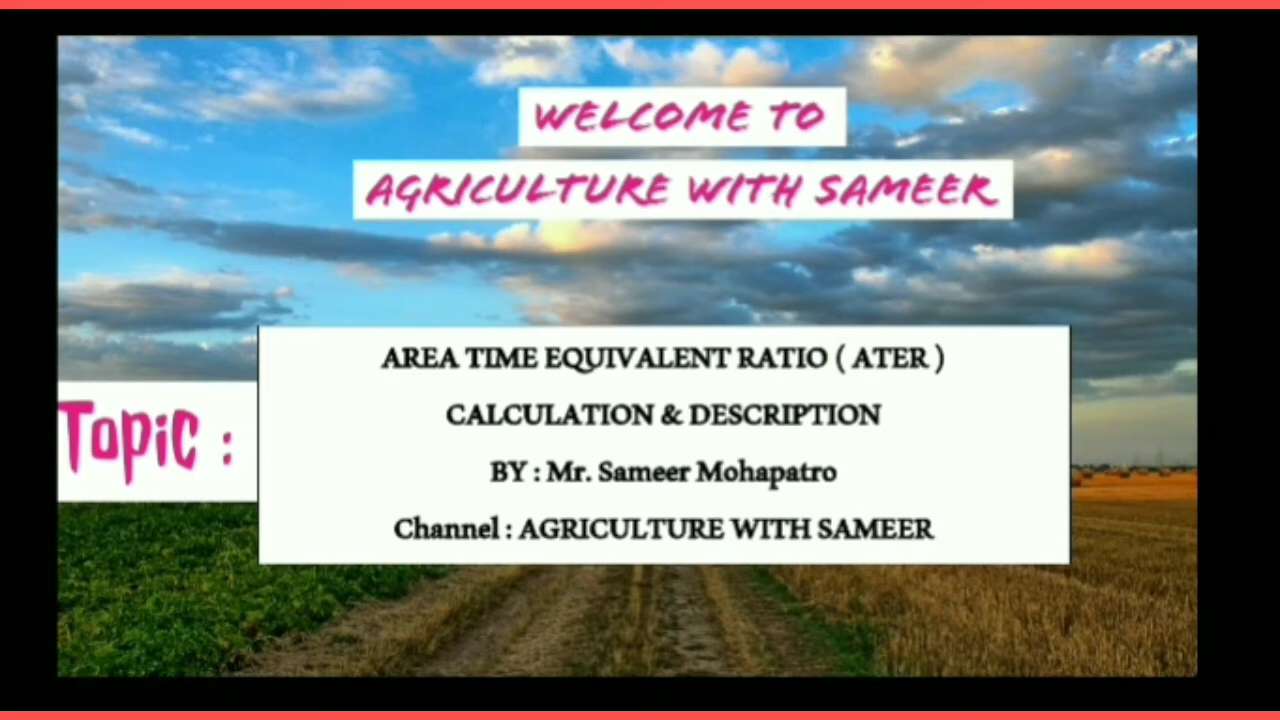 WELCOME TO
AGRICULTURE WITH SAMEER
Topic :
AREA TIME EQUIVALENT RATIO ( ATER )
CALCULATION & DESCRIPTION
BY : Mr. Sameer Mohapatro
Channel : AGRICULTURE WITH SAMEER